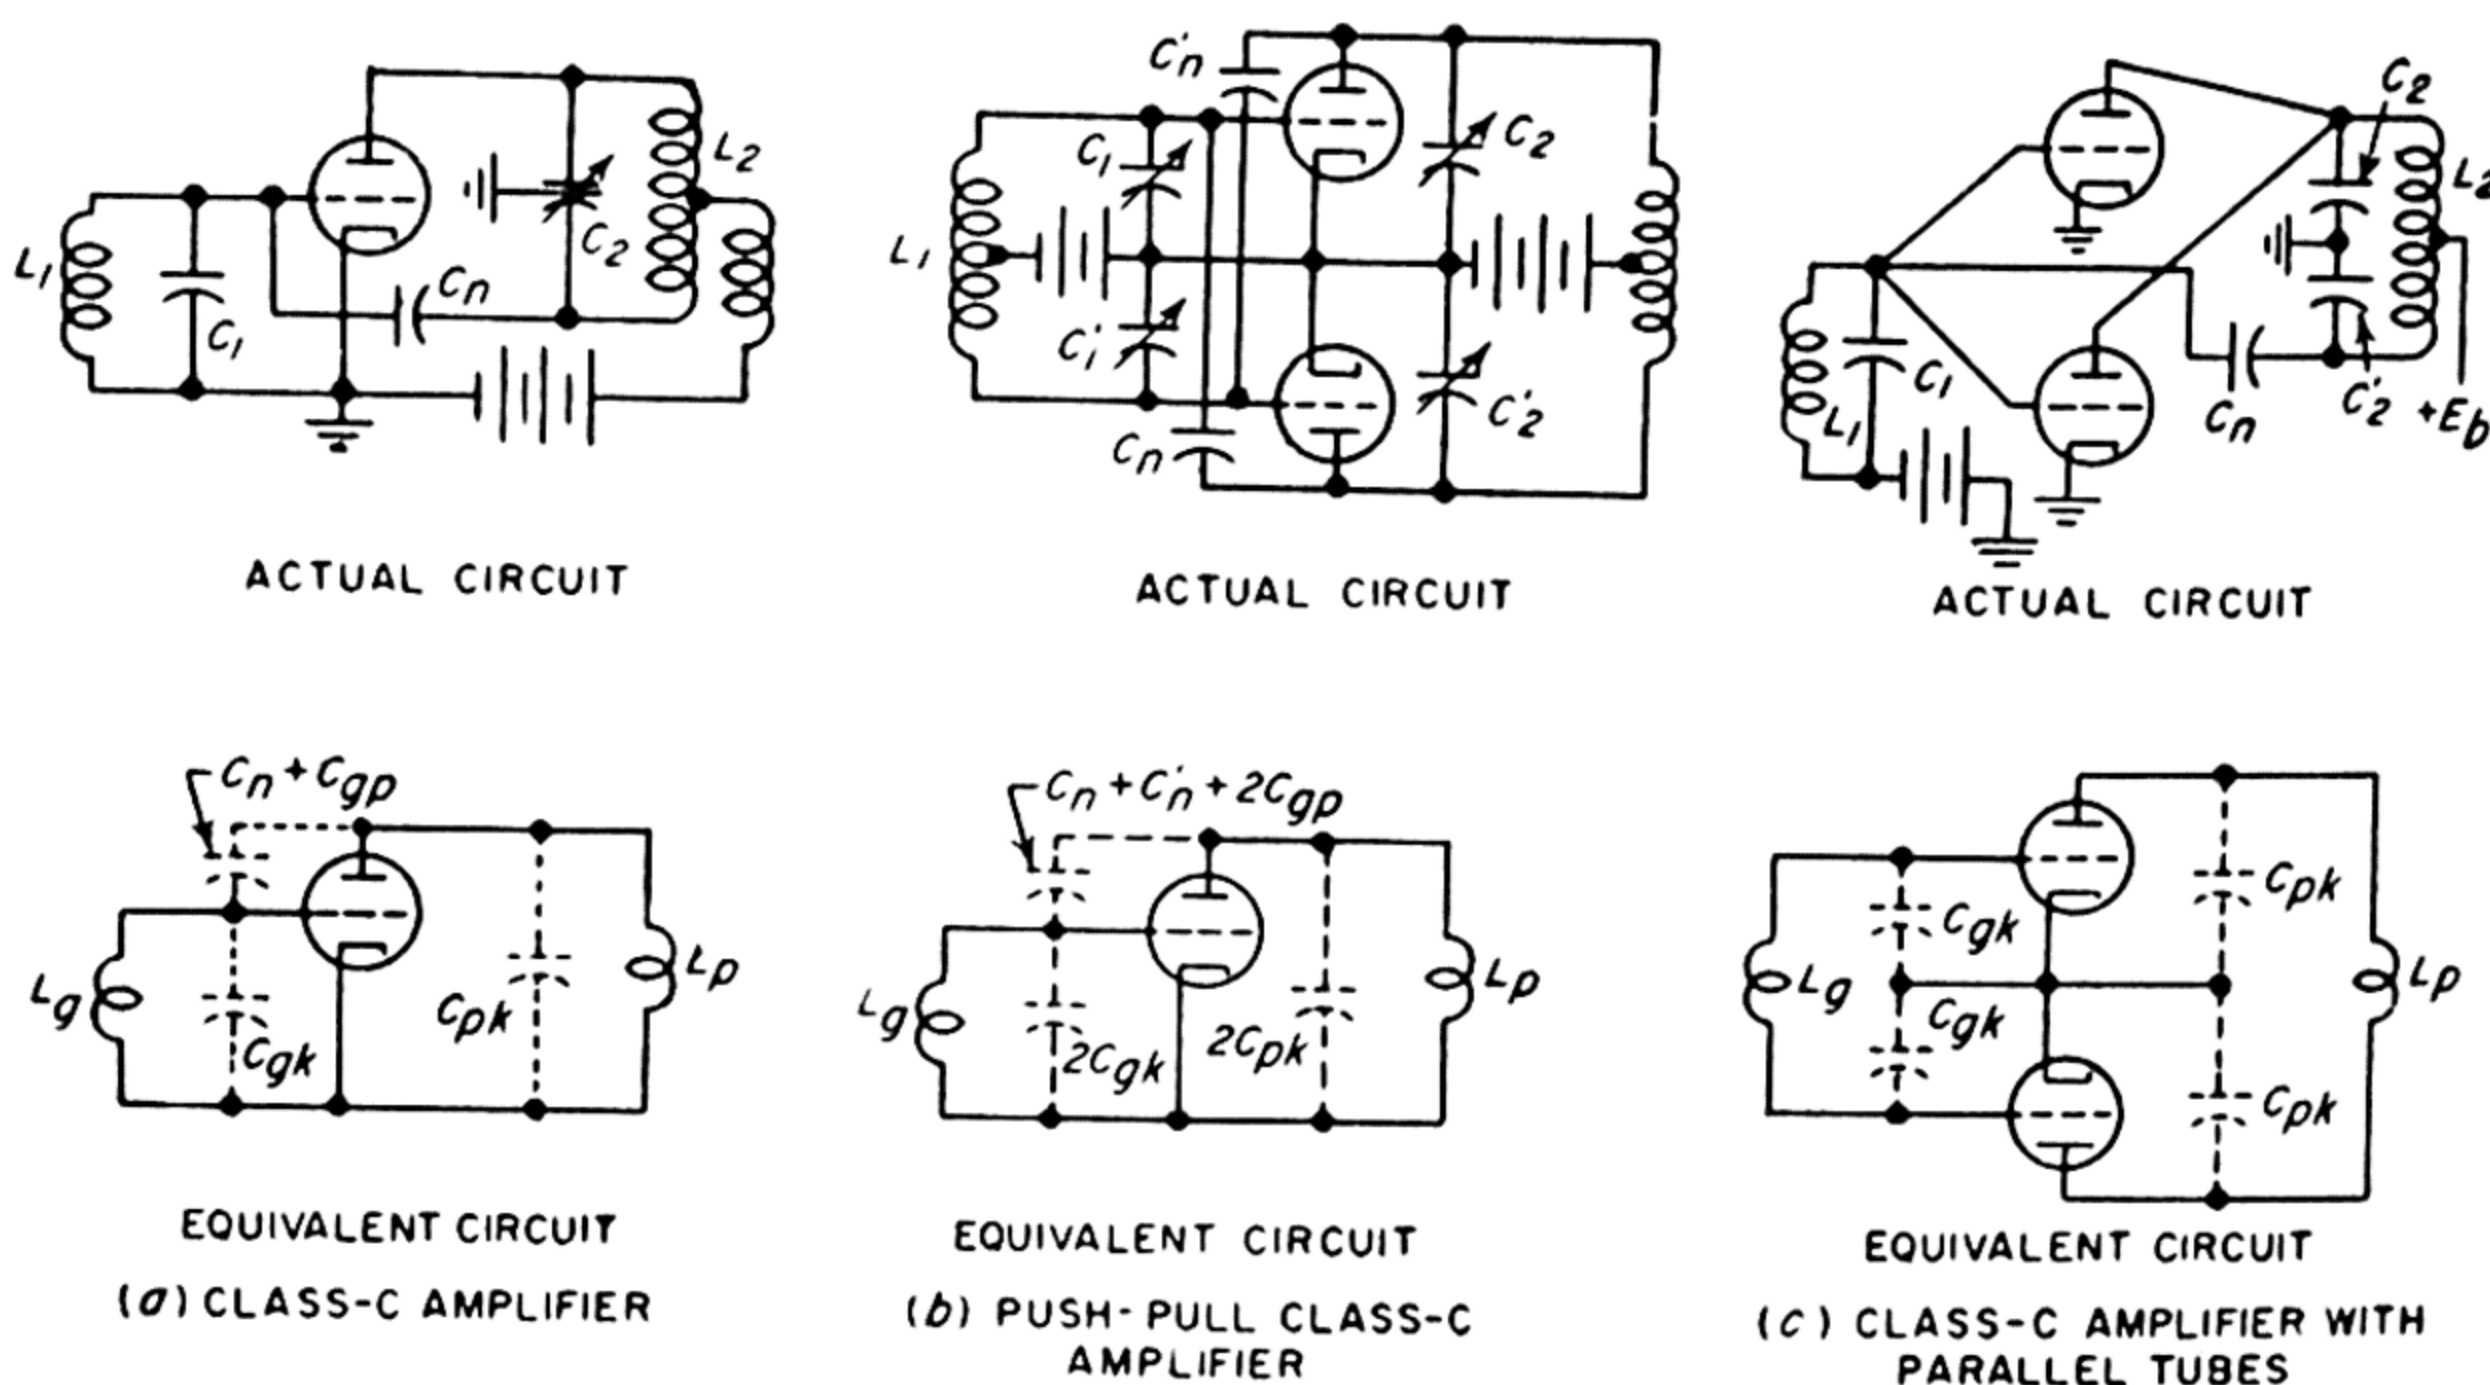 L1
C1
Cn
C2
L2
ACTUAL CIRCUIT
C'n
C1
L1
C'1
Cn
C2
C'2
ACTUAL CIRCUIT
C2
L2
L1
C1
Cn
C'2
+Eb
ACTUAL CIRCUIT
Cn + Cgp
Lg
Cgk
Cpk
Lp
EQUIVALENT CIRCUIT
(a) CLASS-C AMPLIFIER
Cn + C'n + 2Cgp
Lg
2Cgk
2Cpk
Lp
EQUIVALENT CIRCUIT
(b) PUSH-PULL CLASS-C
AMPLIFIER
Lg
Cgk
Cgk
Cpk
Cpk
Lp
EQUIVALENT CIRCUIT
(c) CLASS-C AMPLIFIER WITH
PARALLEL TUBES